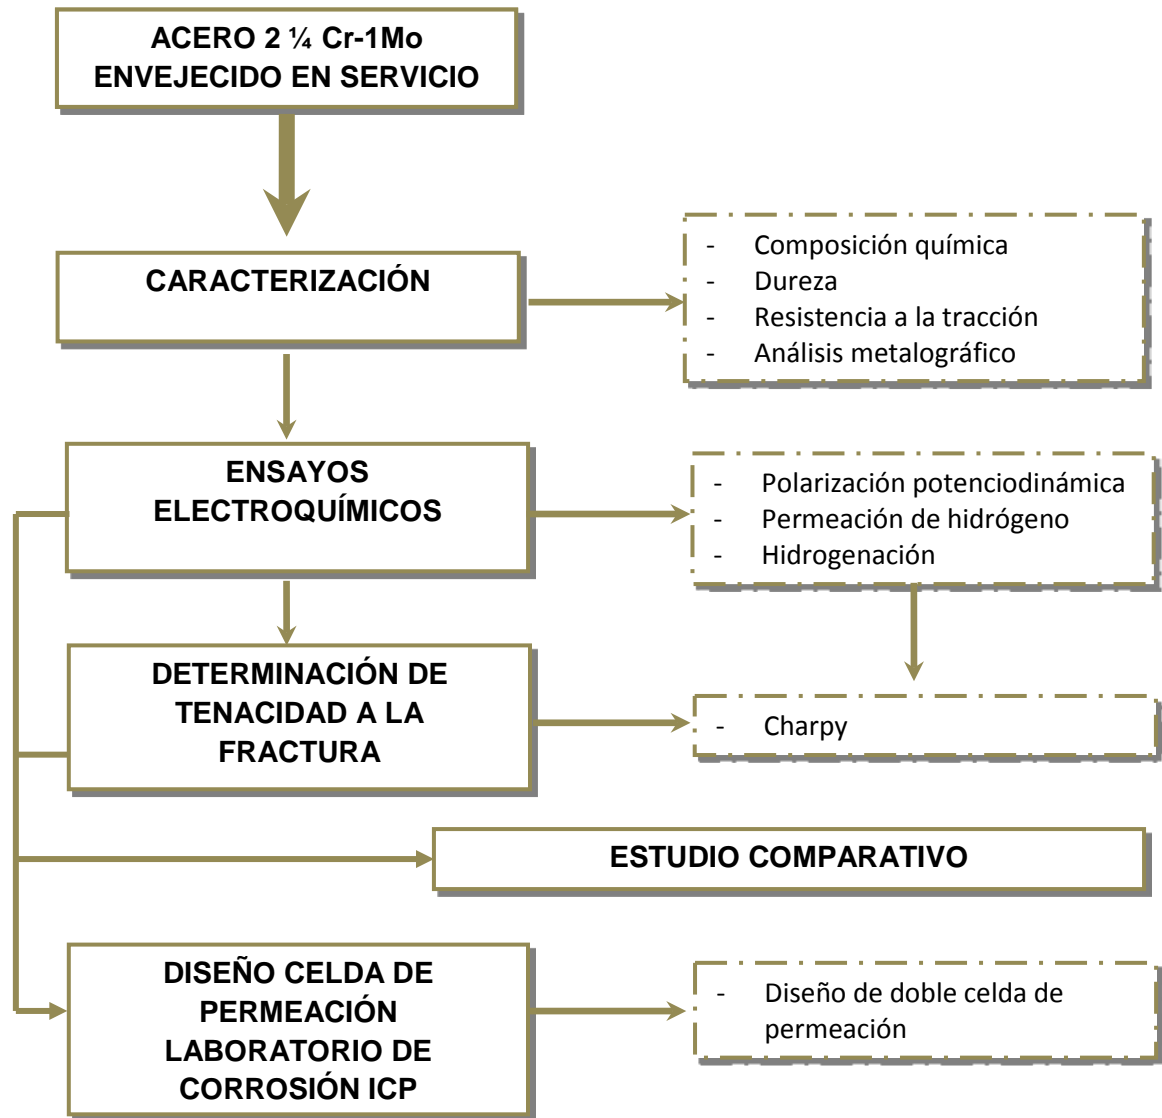 ACERO 2 ¼ Cr-1Mo
ENVEJECIDO EN SERVICIO
CARACTERIZACIÓN
- Composición química
- Dureza
- Resistencia a la tracción
- Análisis metalográfico
ENSAYOS
ELECTROQUÍMICOS
- Polarización potenciodinámica
- Permeación de hidrógeno
- Hidrogenación
DETERMINACIÓN DE
TENACIDAD A LA
FRACTURA
- Charpy
ESTUDIO COMPARATIVO
DISEÑO CELDA DE
PERMEACIÓN
LABORATORIO DE
CORROSIÓN ICP
- Diseño de doble celda de
permeación